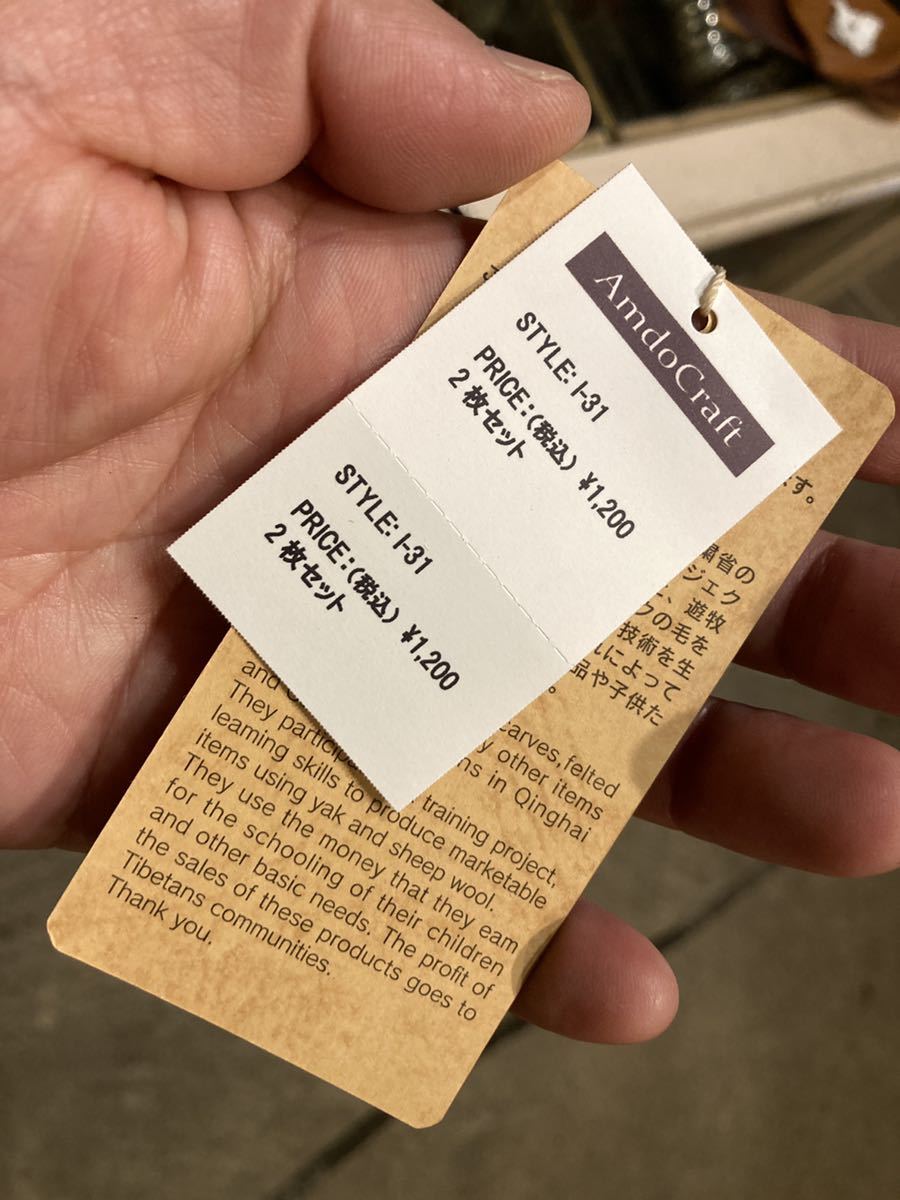 AmdoCraft
STYLE: I-31
PRICE:(税込) ¥1,200
2枚セット
STYLE: I-31
PRICE:(税込) ¥1,200
2枚セット
す。
省の
ジェク
、遊牧
クの毛を
技術を生
によって
品や子供た
carves, felted
and
y other items
They particip
ns in Qinghai
training project,
learning skills to produce marketable
items using yak and sheep wool.
They use the money that they earn
for the schooling of their children
and other basic needs. The profit of
the sales of these products goes to
Tibetans communities.
Thank you.